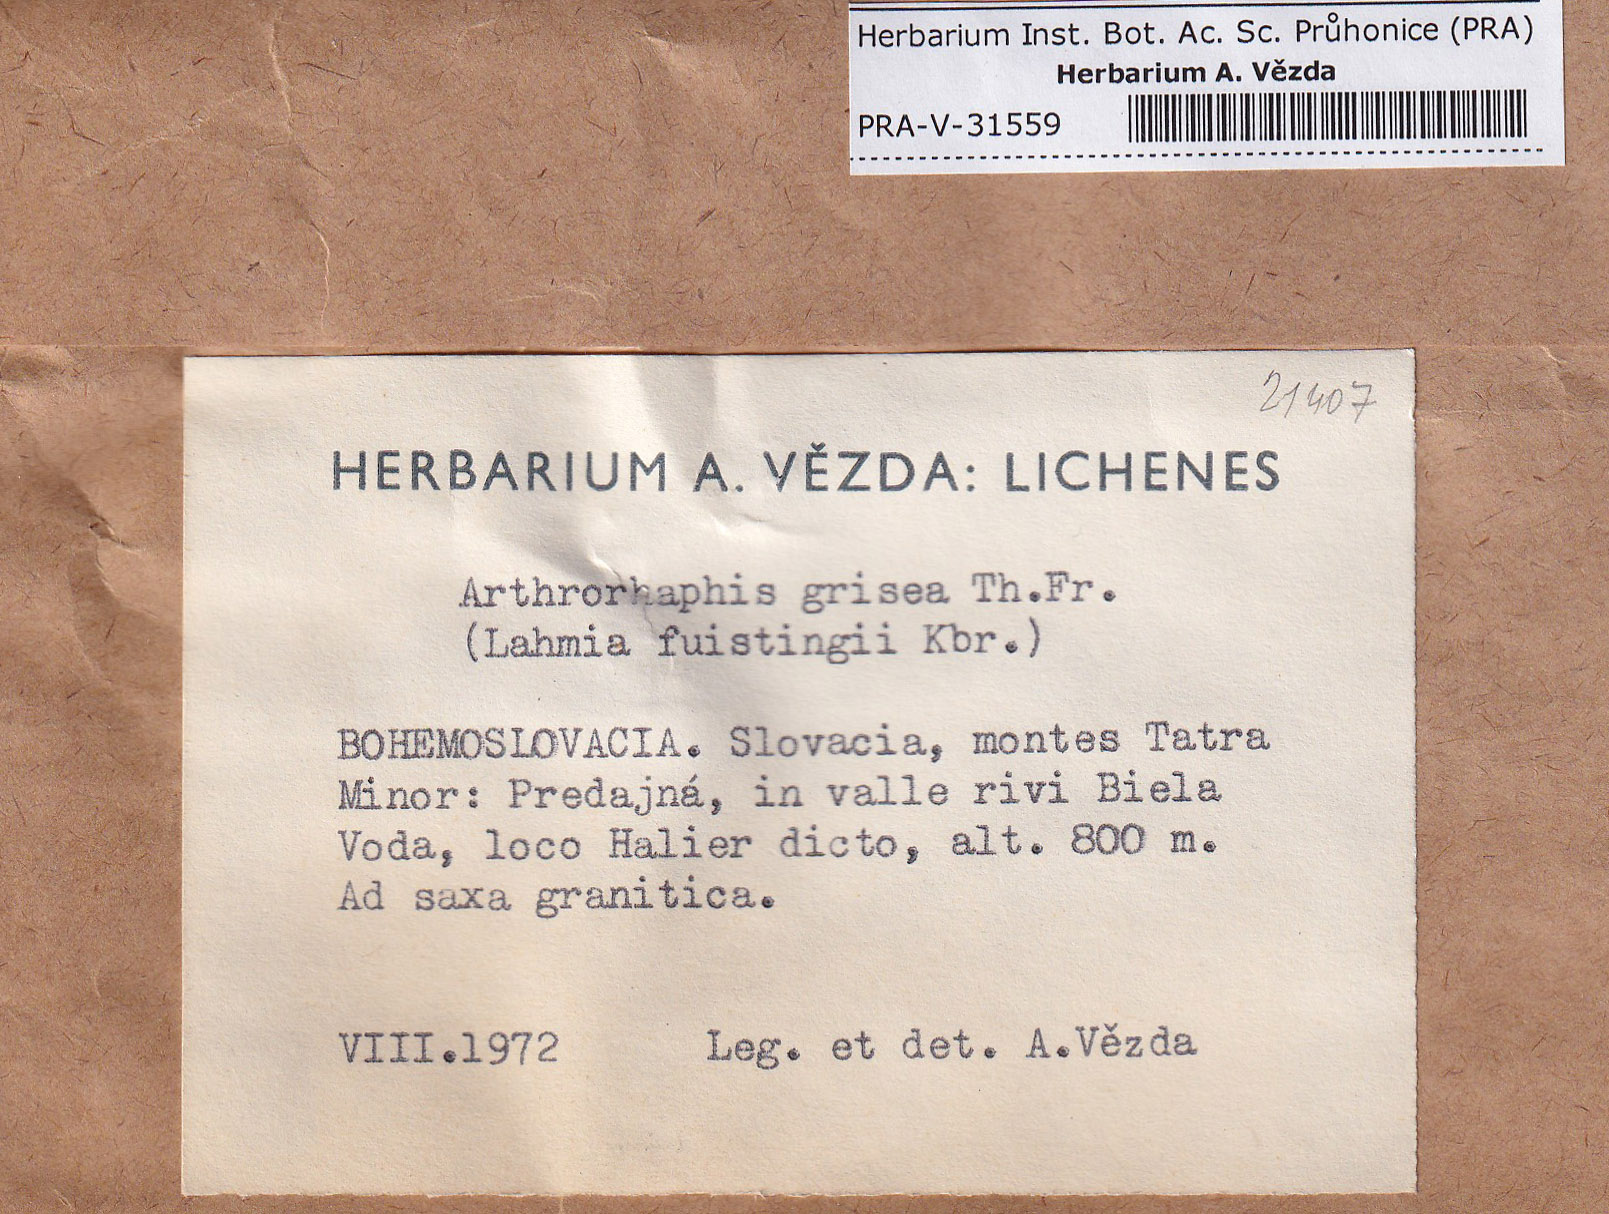 Herbarium Inst. Bot. Ac. Sc. Průhonice (PRA)
Herbarium A. Vězda
PRA-V-31559
21407
HERBARIUM A. VĚZDA: LICHENES
Arthrorhaphis grisea Th.Fr.
(Lahmia fuistingii Kbr.)
BOHEMOSLOVACIA. Slovacia, montes Tatra
Minor: Predajná, in valle rivi Biela
Voda, loco Halier dicto, alt. 800 m.
Ad saxa granitica.
VIII.1972 Leg. et det. A.Vězda